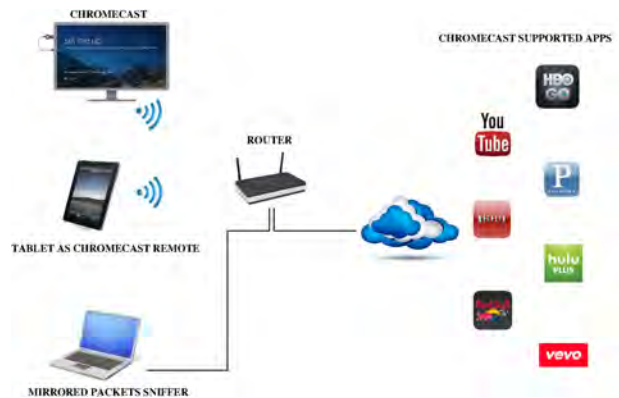 CHROMECAST
CHROMECAST SUPPORTED APPS
HBO
GO
You
Tube
ROUTER
P
TABLET AS CHROMECAST REMOTE
hulu
PLUS
vevo
MIRRORED PACKETS SNIFFER